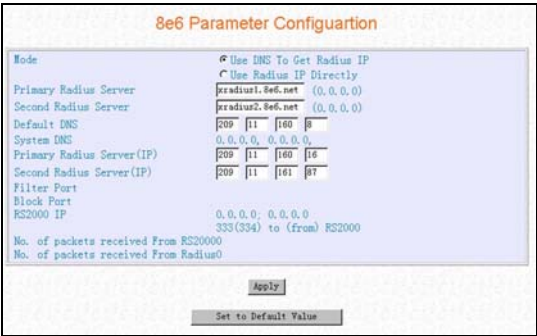 8e6 Parameter Configuartion
Mode Use DNS To Get Radius IP
Use Radius IP Directly
Primary Radius Server xradius1.8e6.net (0.0.0.0)
Second Radius Server xradius2.8e6.net (0.0.0.0)
Default DNS 209 11 160 8
System DNS 0.0.0.0, 0.0.0.0,
Primary Radius Server(IP) 209 11 160 16
Second Radius Server(IP) 209 11 161 87
Filter Port
Block Port
RS2000 IP 0.0.0.0; 0.0.0.0
333(334) to (from) RS2000
No. of packets received From RS20000
No. of packets received From Radius0
Apply
Set to Default Value